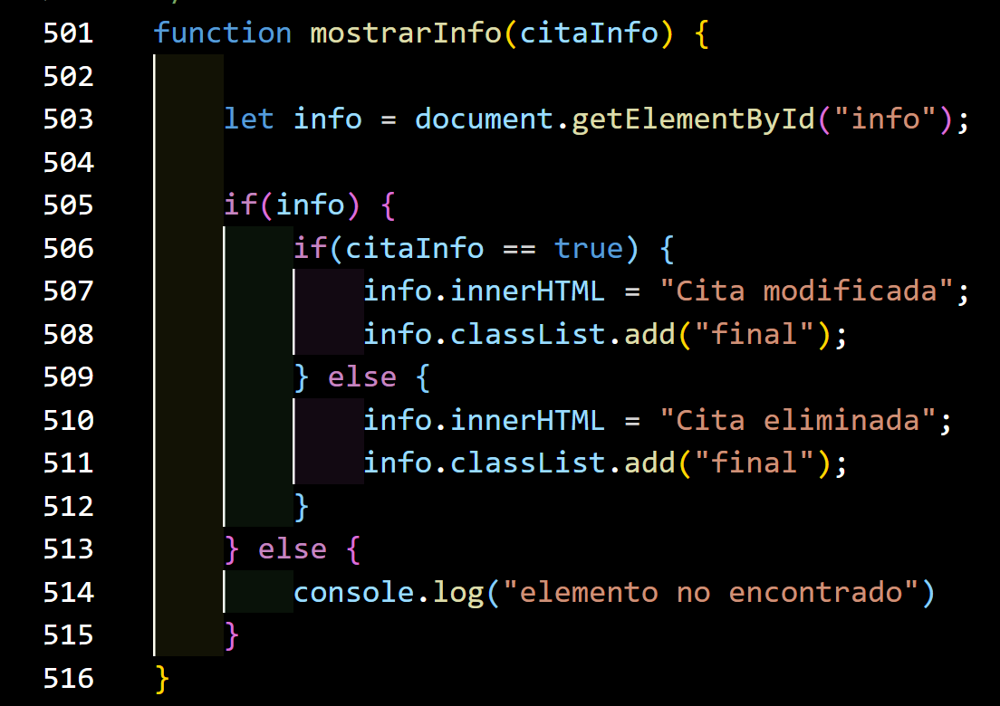 501 function mostrarInfo(citaInfo) {
502
503 let info = document.getElementById("info");
504
505 if(info) {
506 if(citaInfo == true) {
507 info.innerHTML = "Cita modificada";
508 info.classList.add("final");
509 } else {
510 info.innerHTML = "Cita eliminada";
511 info.classList.add("final");
512 }
513 } else {
514 console.log("elemento no encontrado")
515 }
516 }